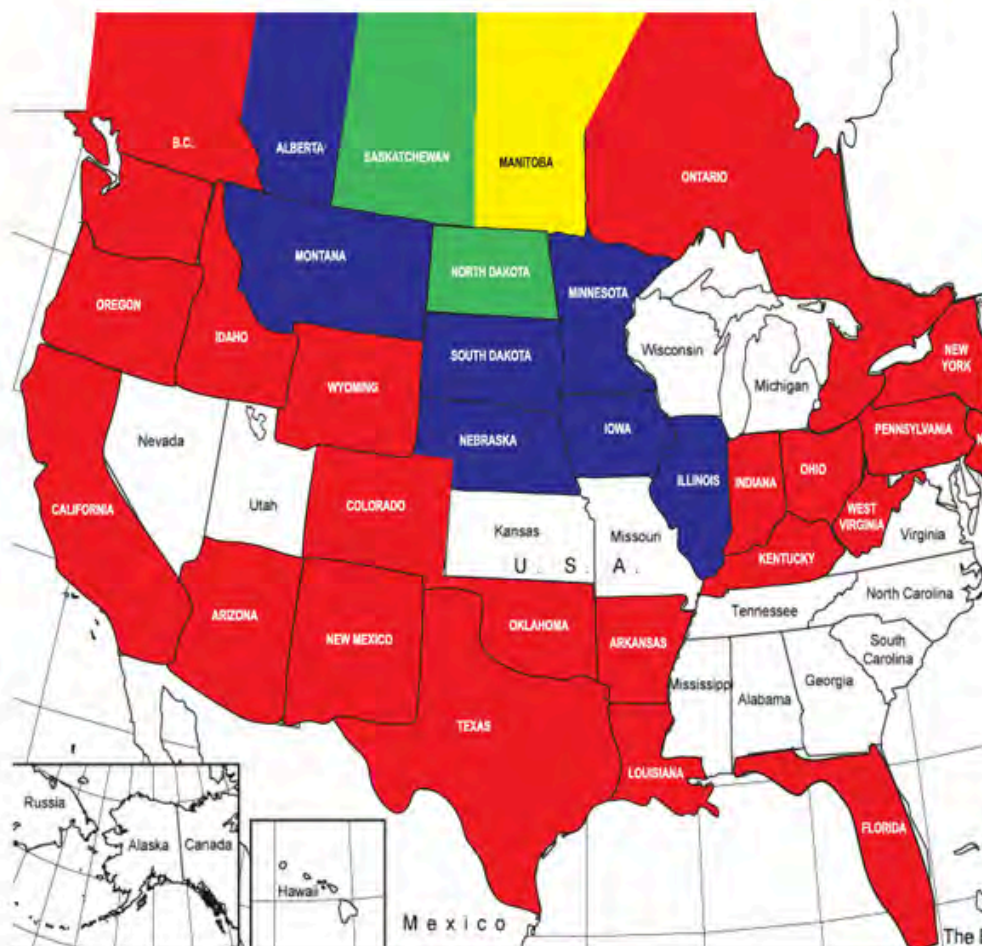 B.C.
ALBERTA
SASKATCHEWAN
MANITOBA
ONTARIO
MONTANA
NORTH DAKOTA
MINNESOTA
OREGON
IDAHO
SOUTH DAKOTA
Wisconsin
NEW
YORK
WYOMING
Michigan
Nevada
NEBRASKA
IOWA
PENNSYLVANIA
OHIO
ILLINOIS
INDIANA
CALIFORNIA
Utah
COLORADO
WEST
VIRGINIA
Kansas
Missouri
Virginia
U. S. A.
KENTUCKY
North Carolina
ARIZONA
NEW MEXICO
OKLAHOMA
ARKANSAS
Tennessee
South
Carolina
Mississippi
Alabama
Georgia
TEXAS
LOUISIANA
FLORIDA
Russia
Alaska
Canada
Hawaii
Mexico
The